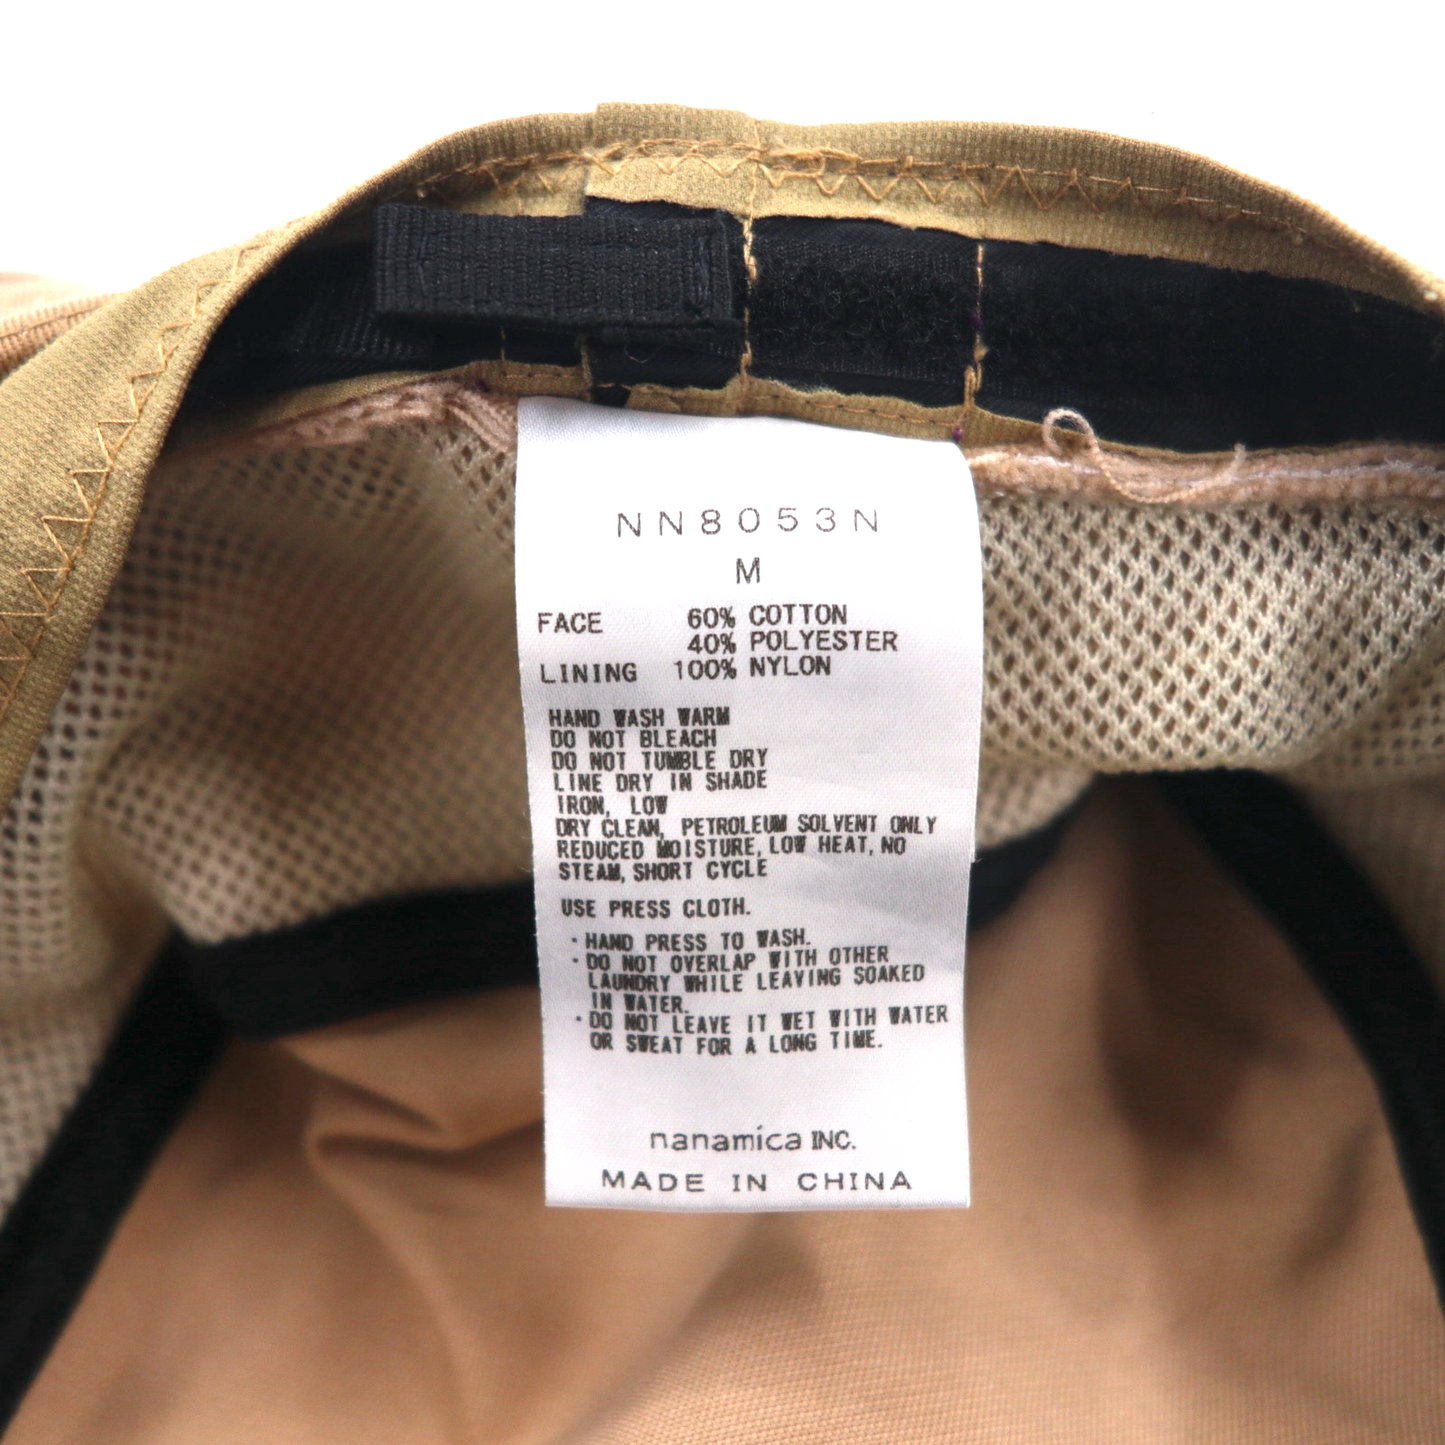 NN8053N
M
FACE 60% COTTON
40% POLYESTER
LINING 100% NYLON
HAND WASH WARM
DO NOT BLEACH
DO NOT TUMBLE DRY
LINE DRY IN SHADE
IRON, LOW
DRY CLEAN, PETROLEUM SOLVENT ONLY
REDUCED MOISTURE, LOW HEAT, NO
STEAM, SHORT CYCLE
USE PRESS CLOTH.
・HAND PRESS TO WASH.
・DO NOT OVERLAP WITH OTHER
LAUNDRY WHILE LEAVING SOAKED
IN WATER.
・DO NOT LEAVE IT WET WITH WATER
OR SWEAT FOR A LONG TIME.
nanamica INC.
MADE IN CHINA